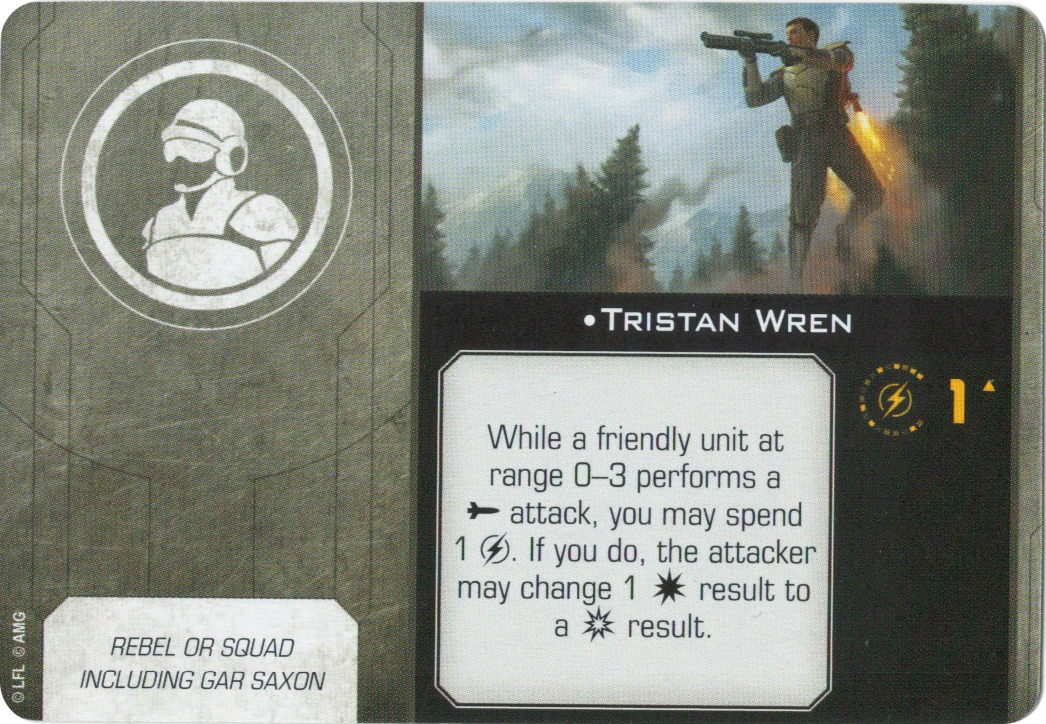 •TRISTAN WREN
1
While a friendly unit at
range 0–3 performs a
attack, you may spend
1 . If you do, the attacker
may change 1 result to
a result.
REBEL OR SQUAD
INCLUDING GAR SAXON
© LFL © AMG